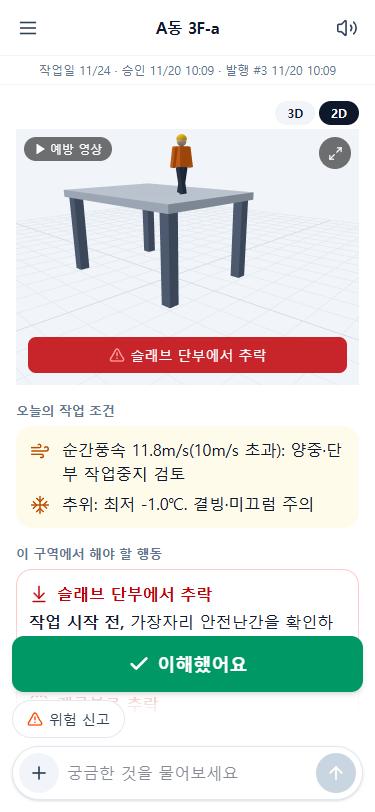 A동 3F-a
작업일 11/24 · 승인 11/20 10:09 · 발행 #3 11/20 10:09
3D
2D
예방 영상
슬래브 단부에서 추락
오늘의 작업 조건
순간풍속 11.8m/s(10m/s 초과): 양중·단
부 작업중지 검토
추위: 최저 -1.0℃. 결빙·미끄럼 주의
이 구역에서 해야 할 행동
슬래브 단부에서 추락
작업 시작 전, 가장자리 안전난간을 확인하
이해했어요
추락
위험 신고
궁금한 것을 물어보세요